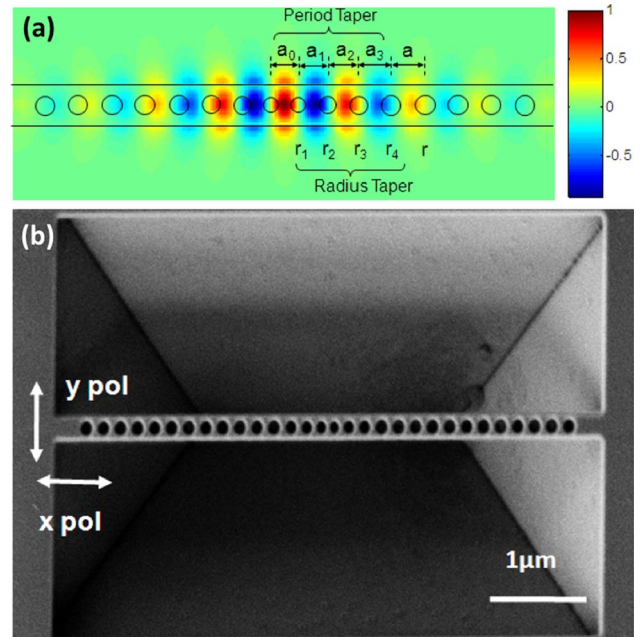 (a)
Period Taper
a0 a1 a2 a3 a
r1 r2 r3 r4 r
Radius Taper
1
0.5
0
-0.5
(b)
y pol
x pol
1μm